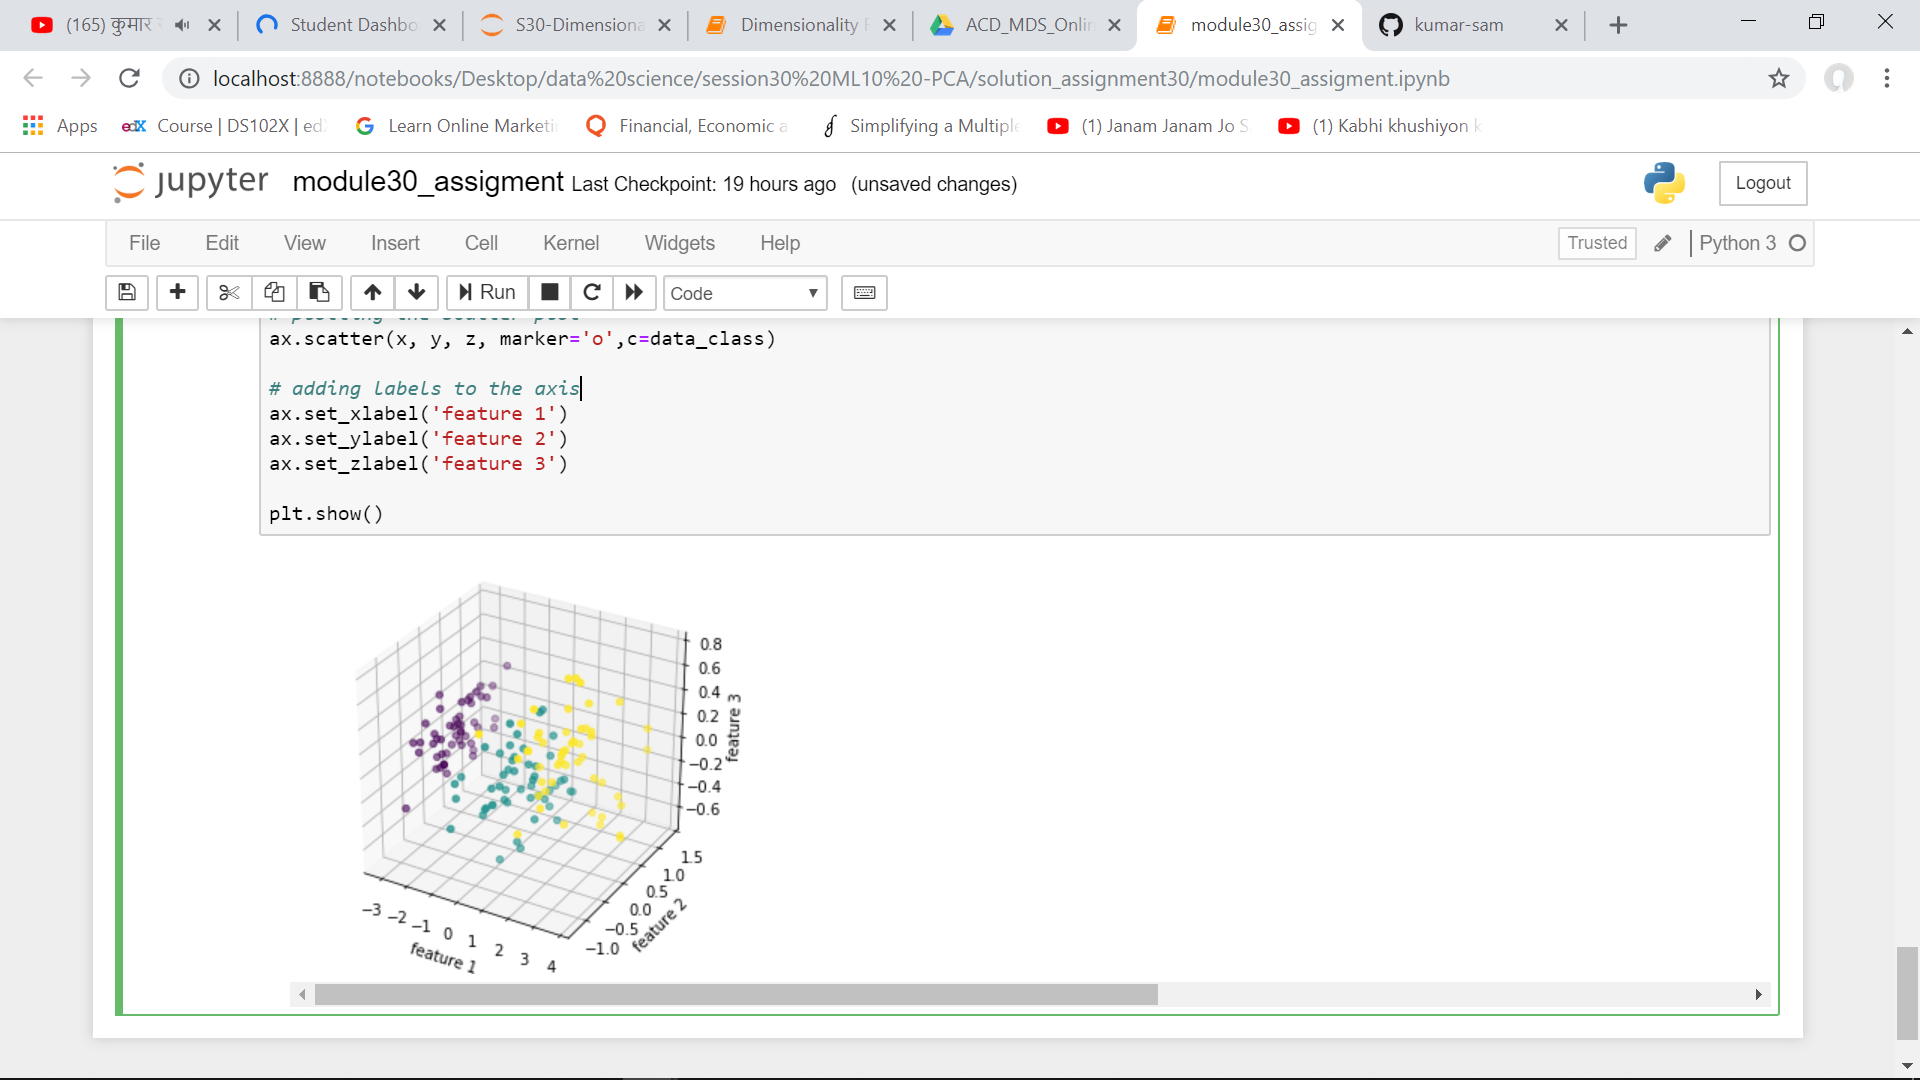 (165) कुमार
Student Dashbo
S30-Dimensiona
Dimensionality
ACD_MDS_Onlin
module30_assig
kumar-sam
localhost:8888/notebooks/Desktop/data%20science/session30%20ML10%20-PCA/solution_assignment30/module30_assigment.ipynb
Apps
edX Course | DS102X | ed
Learn Online Marketi
Financial, Economic a
Simplifying a Multiple
(1) Janam Janam Jo S
(1) Kabhi khushiyon k
jupyter module30_assigment Last Checkpoint: 19 hours ago (unsaved changes)
Logout
File Edit View Insert Cell Kernel Widgets Help
Trusted
Python 3
Run
Code
ax.scatter(x, y, z, marker='o',c=data_class)
# adding labels to the axis
ax.set_xlabel('feature 1')
ax.set_ylabel('feature 2')
ax.set_zlabel('feature 3')
plt.show()
0.8
0.6
0.4
0.2
0.0
−0.2
−0.4
−0.6
feature 3
1.5
1.0
0.5
0.0
−0.5
−1.0
feature 2
−3 −2 −1 0 1 2 3 4
feature 1